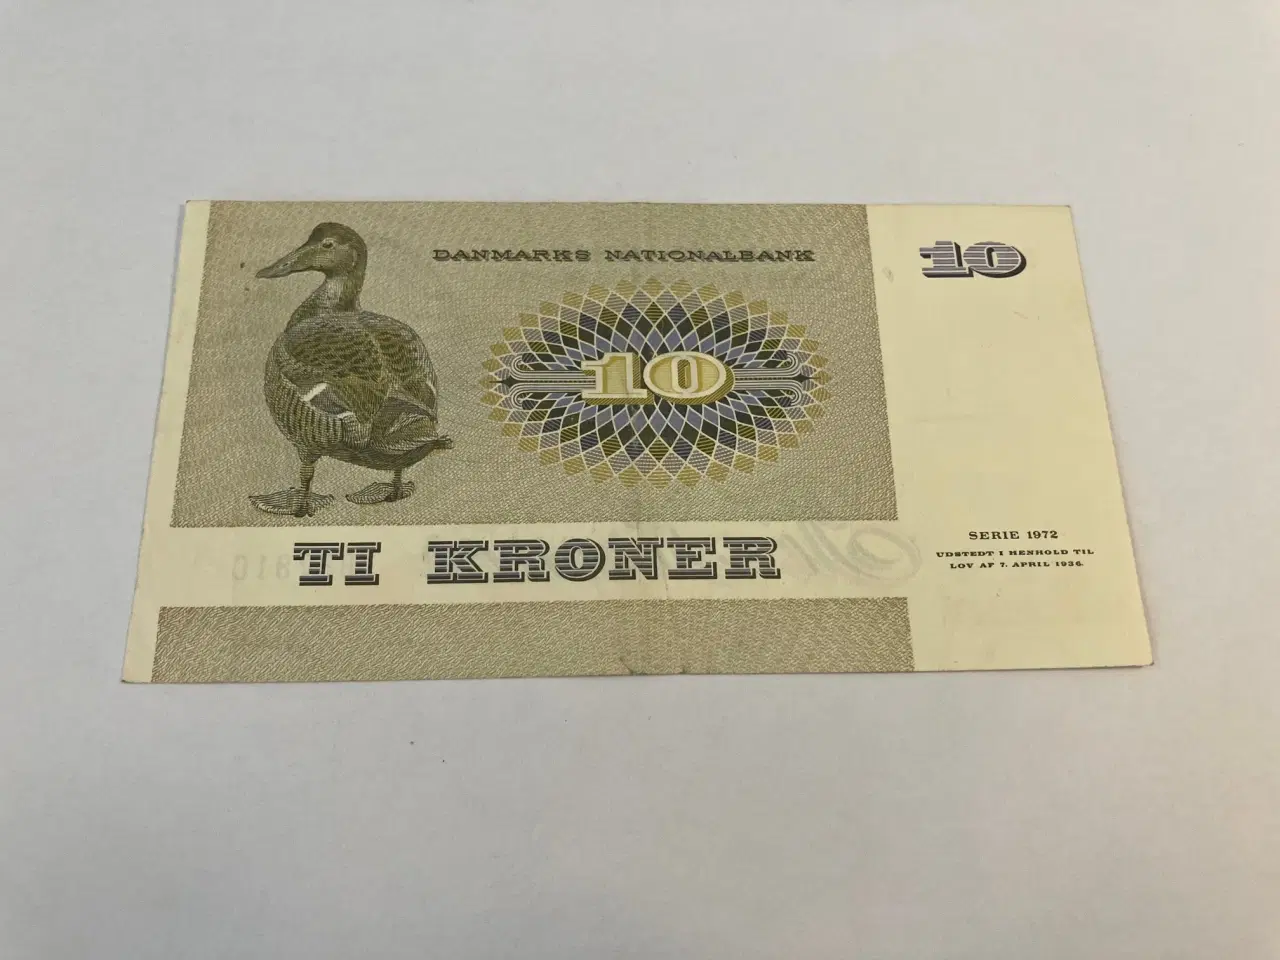 DANMARKS NATIONALBANK
10
10
TI KRONER
SERIE 1972
UDSTEDT I HENHOLD TIL
LOV AF 7. APRIL 1936.